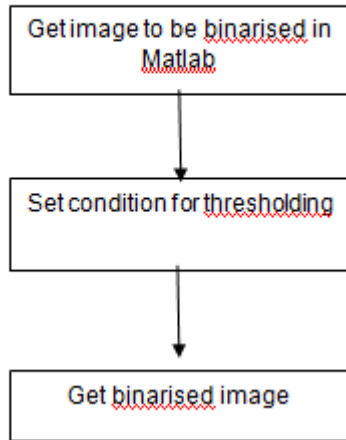 Get image to be binarised in
Matlab
Set condition for thresholding
Get binarised image